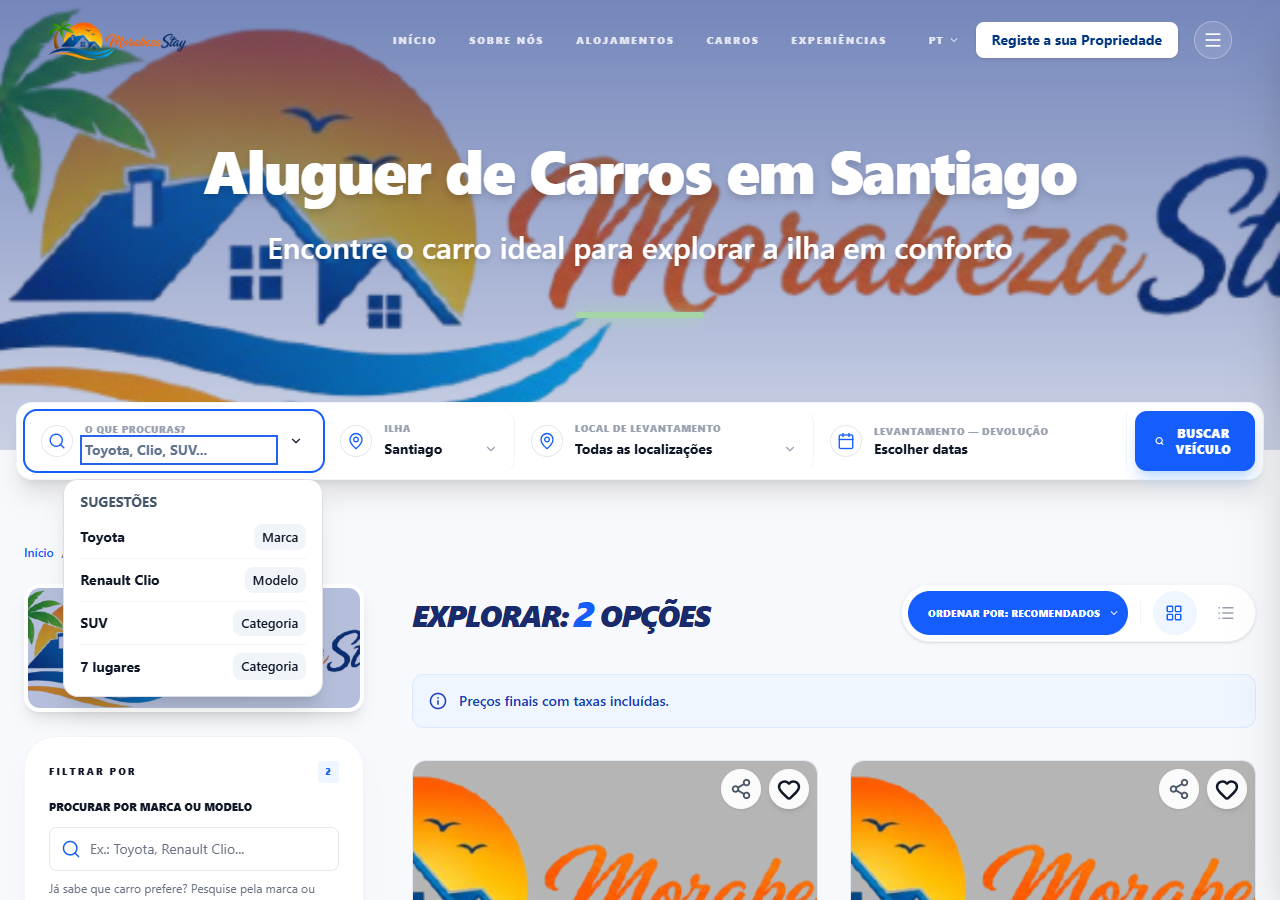 MorabezaStay
INÍCIO
SOBRE NÓS
ALOJAMENTOS
CARROS
EXPERIÊNCIAS
PT
Registe a sua Propriedade
Aluguer de Carros em Santiago
Encontre o carro ideal para explorar a ilha em conforto
MorabezaSt
O QUE PROCURAS?
Toyota, Clio, SUV...
ILHA
Santiago
LOCAL DE LEVANTAMENTO
Todas as localizações
LEVANTAMENTO — DEVOLUÇÃO
Escolher datas
BUSCAR
VEÍCULO
SUGESTÕES
Toyota Marca
Renault Clio Modelo
SUV Categoria
7 lugares Categoria
Início /
EXPLORAR: 2 OPÇÕES
ORDENAR POR: RECOMENDADOS
Preços finais com taxas incluídas.
FILTRAR POR
2
PROCURAR POR MARCA OU MODELO
Ex.: Toyota, Renault Clio...
Já sabe que carro prefere? Pesquise pela marca ou
Morabe
Morabe